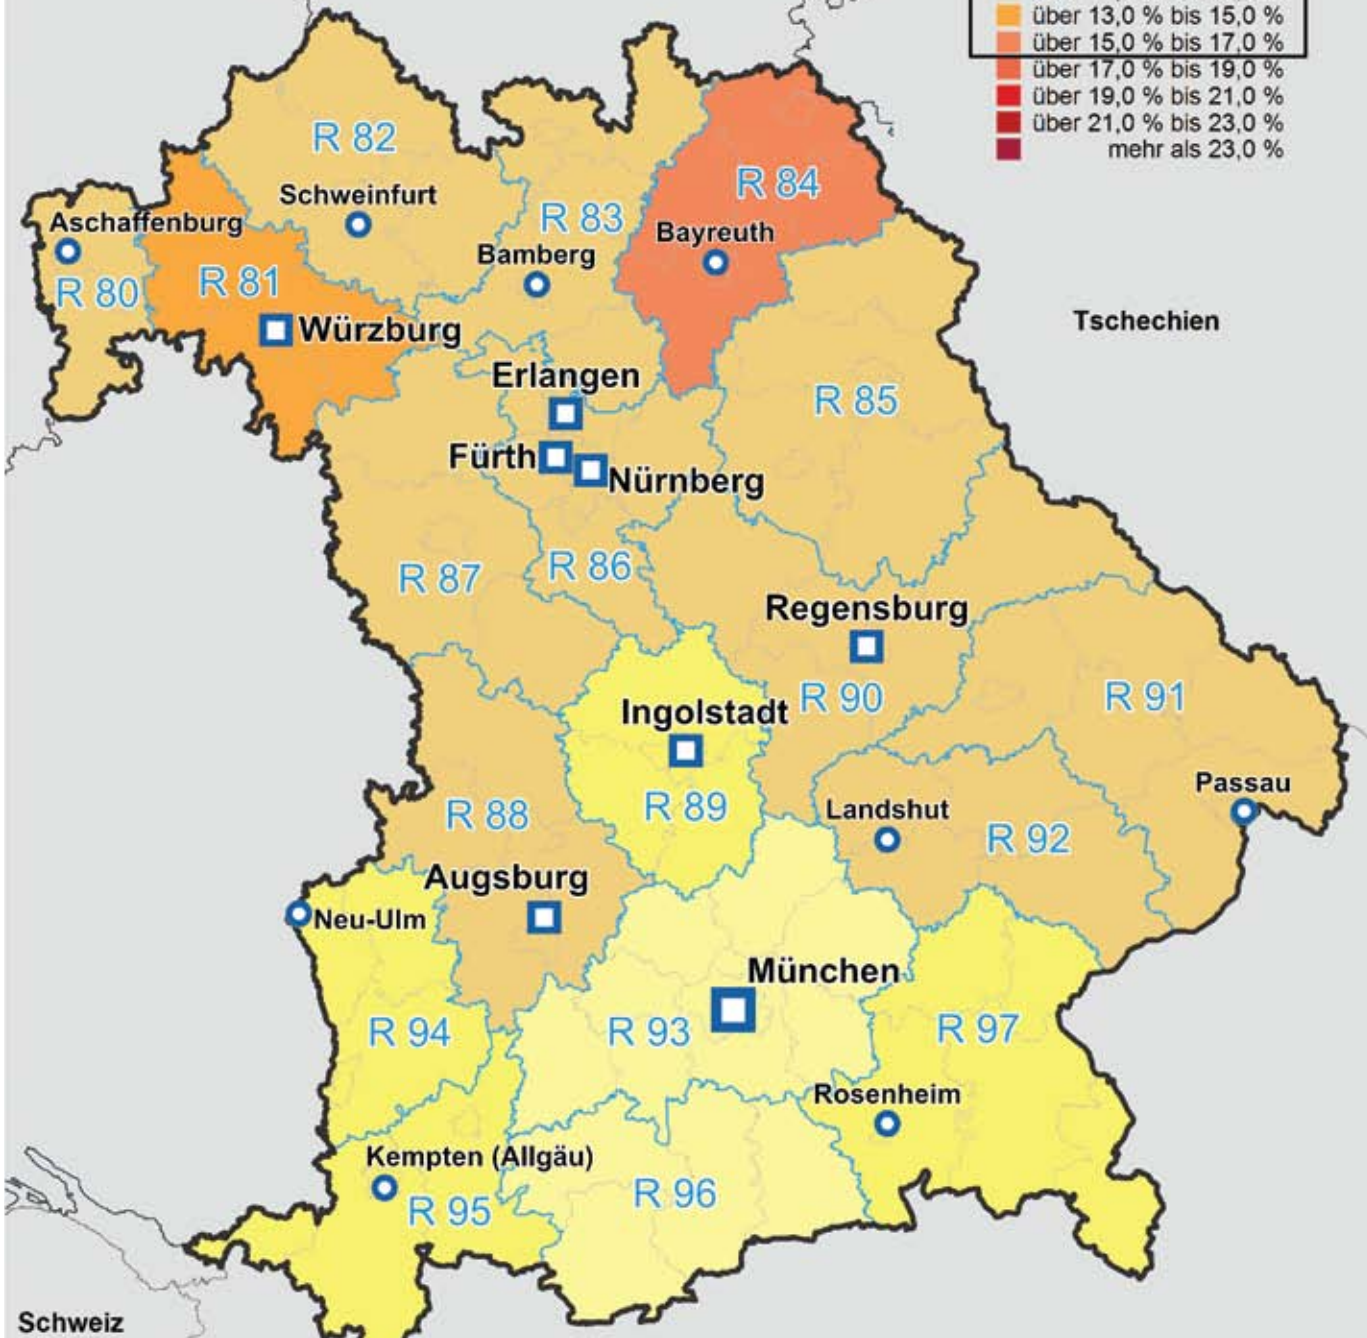 über 13,0 % bis 15,0 %
über 15,0 % bis 17,0 %
über 17,0 % bis 19,0 %
über 19,0 % bis 21,0 %
über 21,0 % bis 23,0 %
mehr als 23,0 %
R 82
R 84
Schweinfurt
R 83
Aschaffenburg
Bayreuth
Bamberg
R 81
R 80
Tschechien
Würzburg
Erlangen
R 85
Fürth
Nürnberg
R 86
R 87
Regensburg
R 90
R 91
Ingolstadt
Passau
R 89
R 88
Landshut
R 92
Augsburg
Neu-Ulm
München
R 94
R 93
R 97
Rosenheim
Kempten (Allgäu)
R 96
R 95
Schweiz